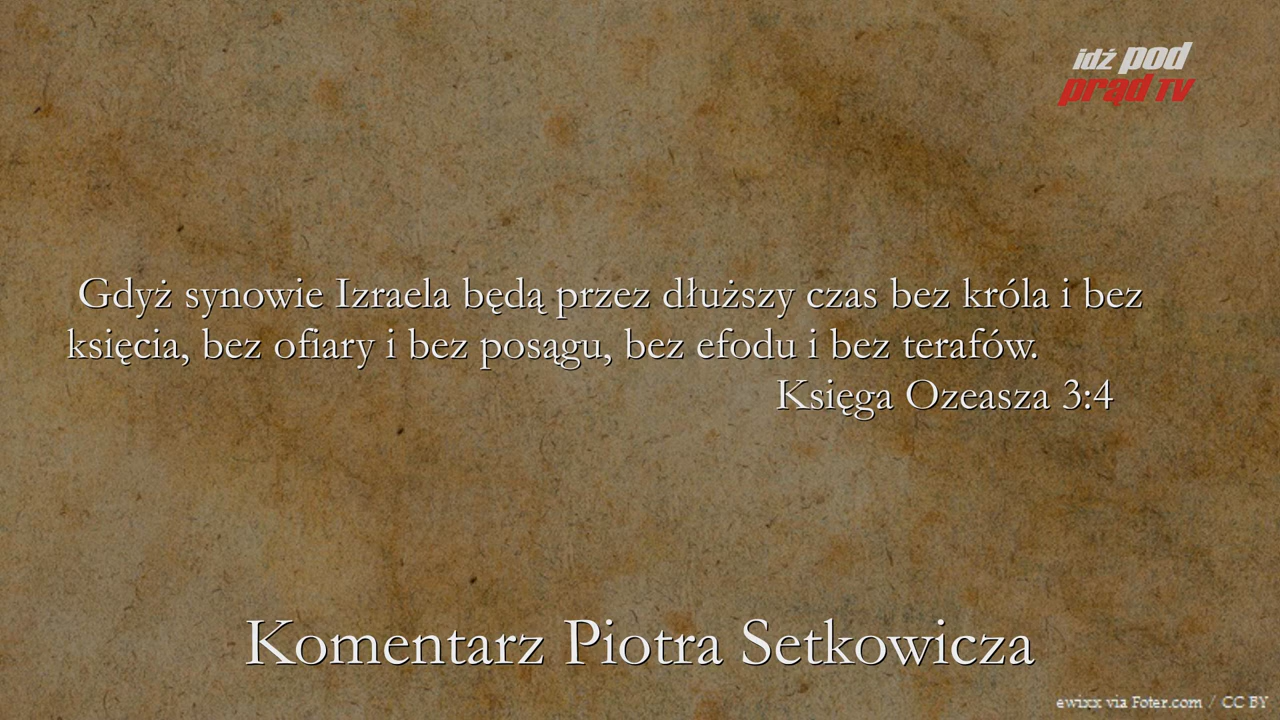 idź pod
prąd TV
Gdyż synowie Izraela będą przez dłuższy czas bez króla i bez
księcia, bez ofiary i bez posągu, bez efodu i bez terafów.
Księga Ozeasza 3:4
Komentarz Piotra Setkowicza
ewixx via Foter.com / CC BY